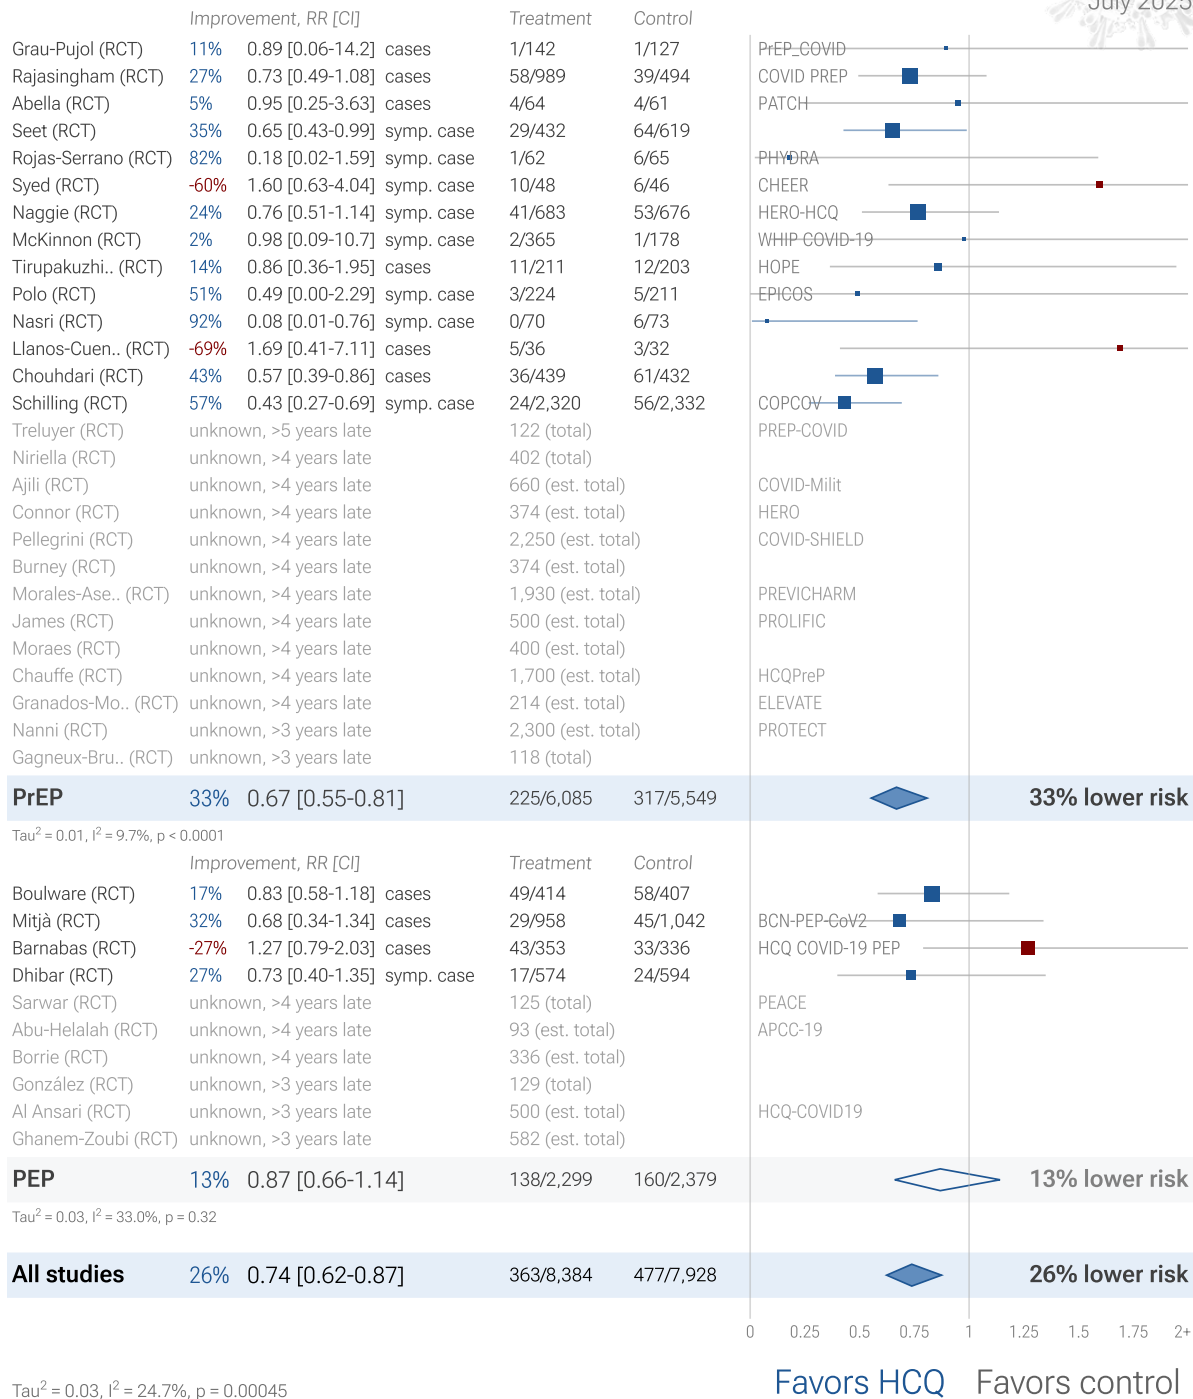 July 2025
Improvement, RR [CI] Treatment Control
Grau-Pujol (RCT) 11% 0.89 [0.06-14.2] cases 1/142 1/127 PrEP_COVID
Rajasingham (RCT) 27% 0.73 [0.49-1.08] cases 58/989 39/494 COVID PREP
Abella (RCT) 5% 0.95 [0.25-3.63] cases 4/64 4/61 PATCH
Seet (RCT) 35% 0.65 [0.43-0.99] symp. case 29/432 64/619
Rojas-Serrano (RCT) 82% 0.18 [0.02-1.59] symp. case 1/62 6/65 PHYDRA
Syed (RCT) -60% 1.60 [0.63-4.04] symp. case 10/48 6/46 CHEER
Naggie (RCT) 24% 0.76 [0.51-1.14] symp. case 41/683 53/676 HERO-HCQ
McKinnon (RCT) 2% 0.98 [0.09-10.7] symp. case 2/365 1/178 WHIP COVID-19
Tirupakuzhi.. (RCT) 14% 0.86 [0.36-1.95] cases 11/211 12/203 HOPE
Polo (RCT) 51% 0.49 [0.00-2.29] symp. case 3/224 5/211 EPICOS
Nasri (RCT) 92% 0.08 [0.01-0.76] symp. case 0/70 6/73
Llanos-Cuen.. (RCT) -69% 1.69 [0.41-7.11] cases 5/36 3/32
Chouhdari (RCT) 43% 0.57 [0.39-0.86] cases 36/439 61/432
Schilling (RCT) 57% 0.43 [0.27-0.69] symp. case 24/2,320 56/2,332 COPCOV
Treluyer (RCT) unknown, >5 years late 122 (total) PREP-COVID
Niriella (RCT) unknown, >4 years late 402 (total)
Ajili (RCT) unknown, >4 years late 660 (est. total) COVID-Milit
Connor (RCT) unknown, >4 years late 374 (est. total) HERO
Pellegrini (RCT) unknown, >4 years late 2,250 (est. total) COVID-SHIELD
Burney (RCT) unknown, >4 years late 374 (est. total)
Morales-Ase.. (RCT) unknown, >4 years late 1,930 (est. total) PREVICHARM
James (RCT) unknown, >4 years late 500 (est. total) PROLIFIC
Moraes (RCT) unknown, >4 years late 400 (est. total)
Chauffe (RCT) unknown, >4 years late 1,700 (est. total) HCQPreP
Granados-Mo.. (RCT) unknown, >4 years late 214 (est. total) ELEVATE
Nanni (RCT) unknown, >3 years late 2,300 (est. total) PROTECT
Gagneux-Bru.. (RCT) unknown, >3 years late 118 (total)
PrEP 33% 0.67 [0.55-0.81] 225/6,085 317/5,549 33% lower risk
Tau² = 0.01, I² = 9.7%, p < 0.0001
Improvement, RR [CI] Treatment Control
Boulware (RCT) 17% 0.83 [0.58-1.18] cases 49/414 58/407
Mitjà (RCT) 32% 0.68 [0.34-1.34] cases 29/958 45/1,042 BCN-PEP-CoV2
Barnabas (RCT) -27% 1.27 [0.79-2.03] cases 43/353 33/336 HCQ COVID-19 PEP
Dhibar (RCT) 27% 0.73 [0.40-1.35] symp. case 17/574 24/594
Sarwar (RCT) unknown, >4 years late 125 (total) PEACE
Abu-Helalah (RCT) unknown, >4 years late 93 (est. total) APCC-19
Borrie (RCT) unknown, >4 years late 336 (est. total)
González (RCT) unknown, >3 years late 129 (total)
Al Ansari (RCT) unknown, >3 years late 500 (est. total) HCQ-COVID19
Ghanem-Zoubi (RCT) unknown, >3 years late 582 (est. total)
PEP 13% 0.87 [0.66-1.14] 138/2,299 160/2,379 13% lower risk
Tau² = 0.03, I² = 33.0%, p = 0.32
All studies 26% 0.74 [0.62-0.87] 363/8,384 477/7,928 26% lower risk
0 0.25 0.5 0.75 1 1.25 1.5 1.75 2+
Tau² = 0.03, I² = 24.7%, p = 0.00045 Favors HCQ Favors control